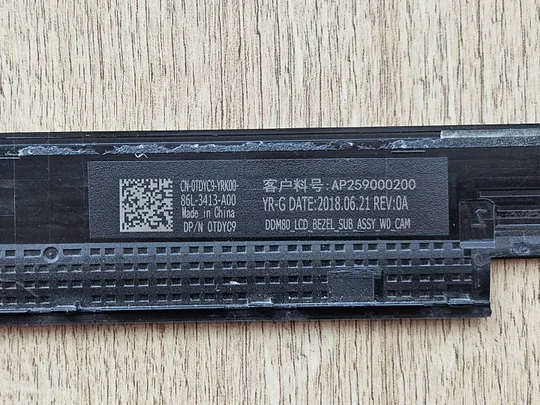 CN-0TDYC9-YRK00-
86L-3413-A00
Made in China
DP/N 0TDYC9
客户料号: AP259000200
YR-G DATE:2018.06.21 REV:0A
DDM80_LCD_BEZEL_SUB_ASSY_W0_CAM